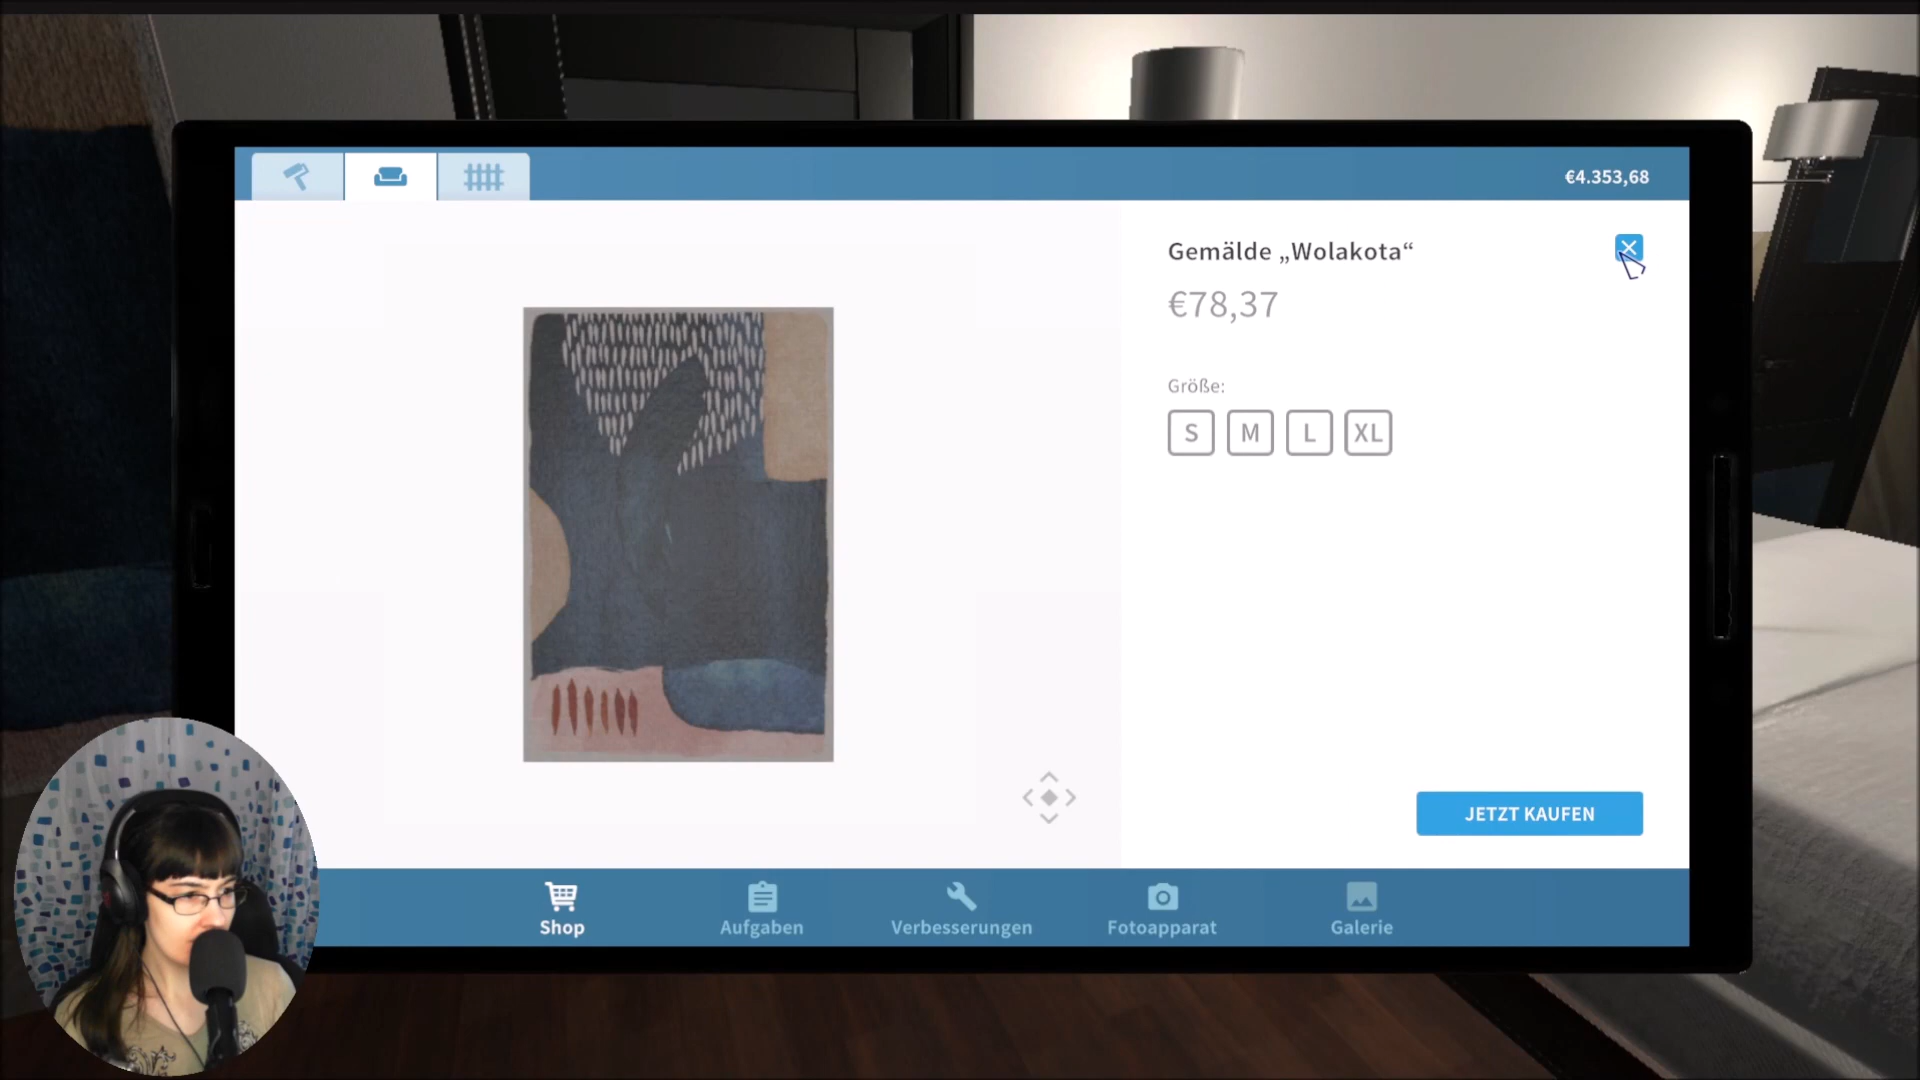 €4.353,68
Gemälde „Wolakota“
€78,37
Größe:
S M L XL
JETZT KAUFEN
Shop
Aufgaben
Verbesserungen
Fotoapparat
Galerie